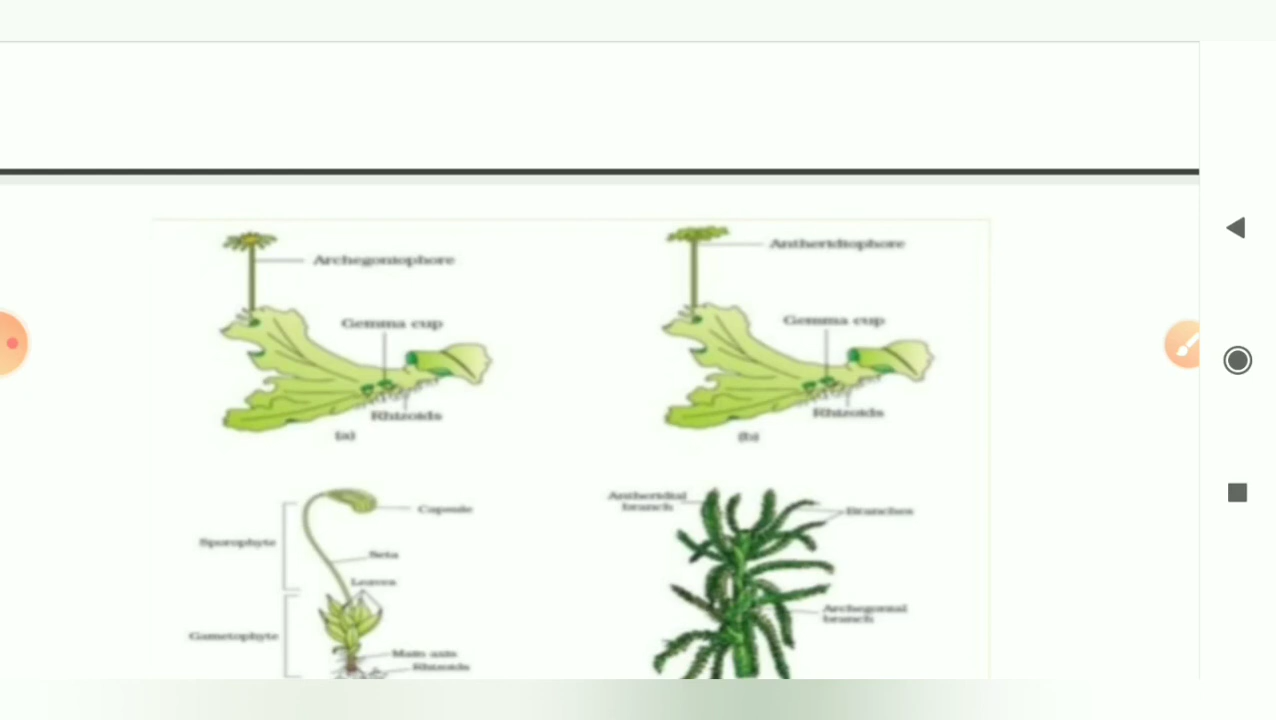 Archegoniophore
Gemma cup
Rhizoids
(a)
Antheridiophore
Gemma cup
Rhizoids
(b)
Capsule
Sporophyte
Seta
Leaves
Gametophyte
Main axis
Rhizoids
Antheridial
branch
Branches
Archegonial
branch